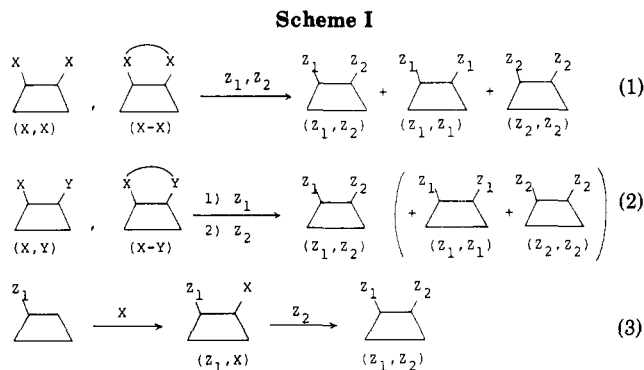 Scheme I
X X X X
Z₁,Z₂
Z₁ Z₂ Z₁ Z₁ Z₂ Z₂
, + + (1)
(X,X) (X-X) (Z₁,Z₂) (Z₁,Z₁) (Z₂,Z₂)
X Y X Y
1) Z₁
2) Z₂
Z₁ Z₂ ( Z₁ Z₁ Z₂ Z₂ )
, + + (2)
(X,Y) (X-Y) (Z₁,Z₂) (Z₁,Z₁) (Z₂,Z₂)
Z₁ X Z₁ X Z₂ Z₁ Z₂
(3)
(Z₁,X) (Z₁,Z₂)